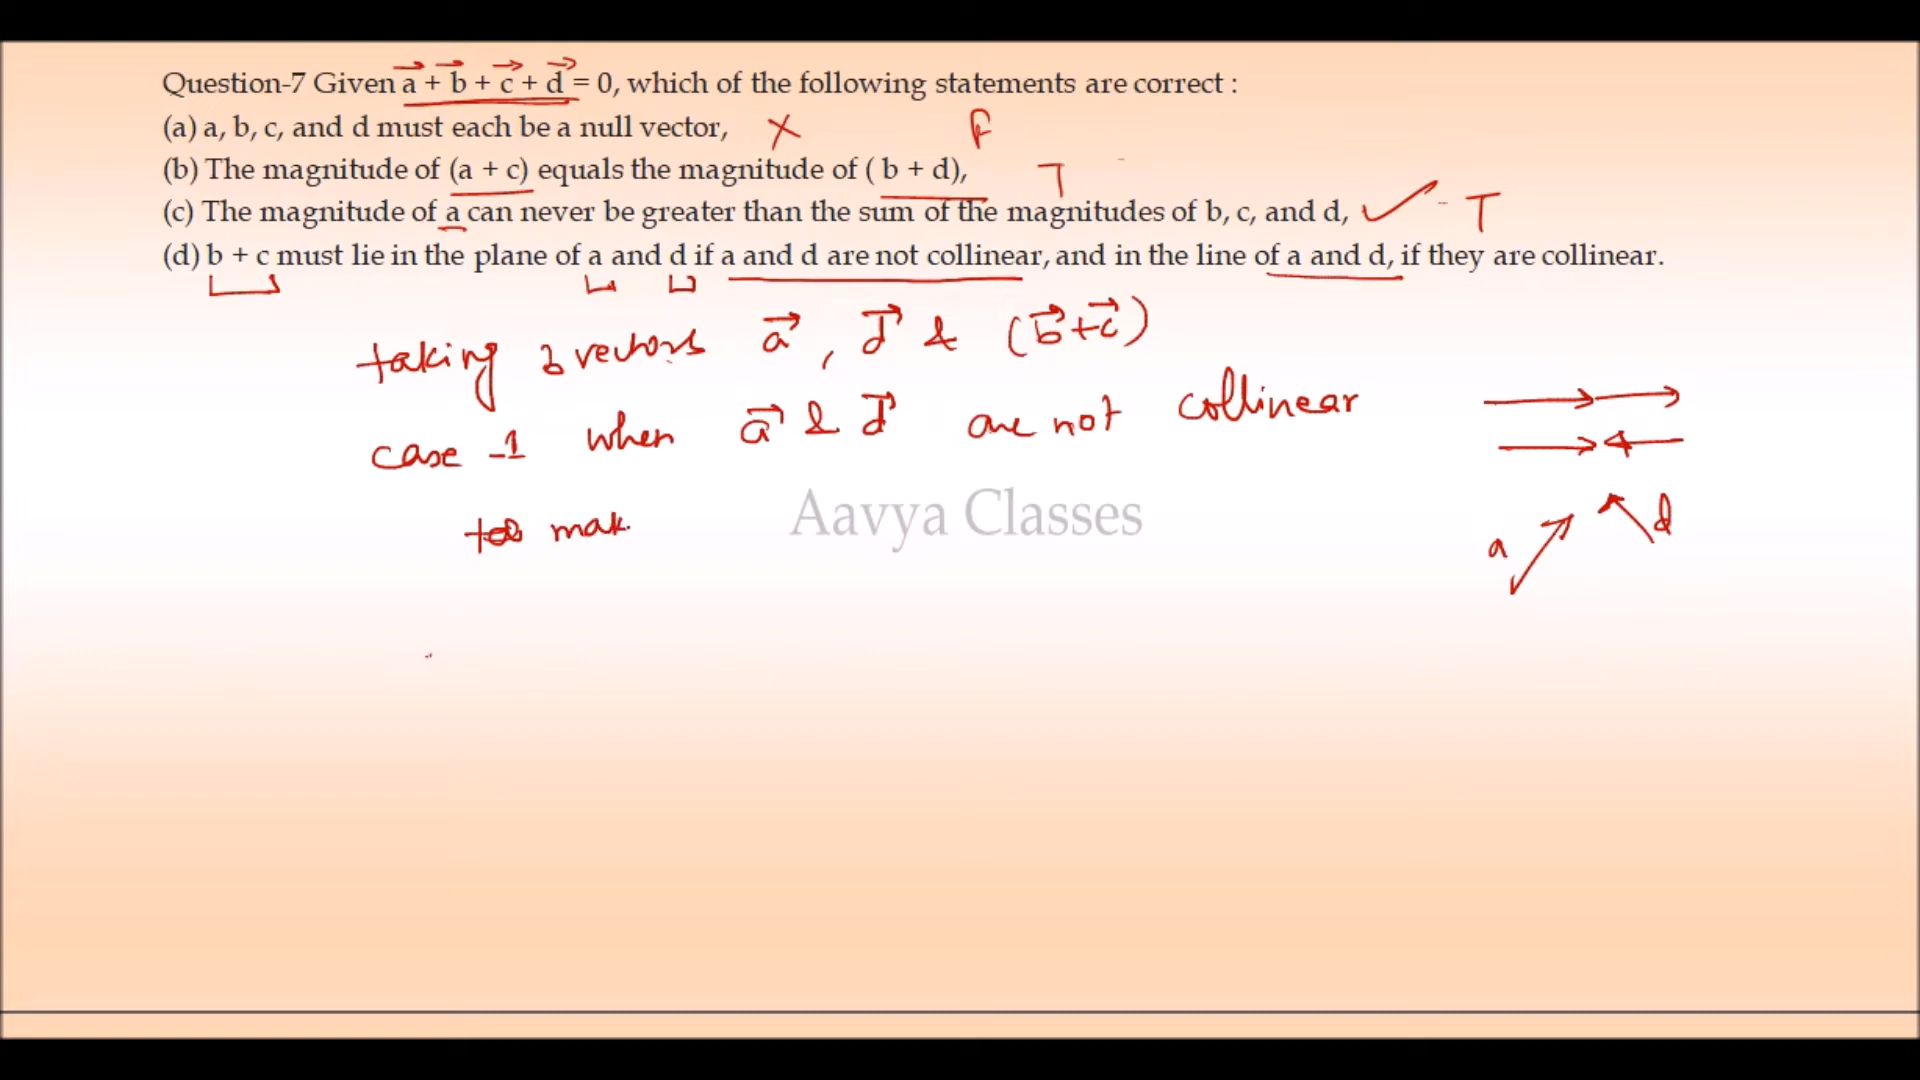 Question-7 Given a + b + c + d = 0, which of the following statements are correct :
(a) a, b, c, and d must each be a null vector, X F
(b) The magnitude of (a + c) equals the magnitude of ( b + d), T
(c) The magnitude of a can never be greater than the sum of the magnitudes of b, c, and d, ✓ T
(d) b + c must lie in the plane of a and d if a and d are not collinear, and in the line of a and d, if they are collinear.
taking 3 vectors a, d & (b+c)
case -1 when a & d are not collinear
mak
Aavya Classes
a d